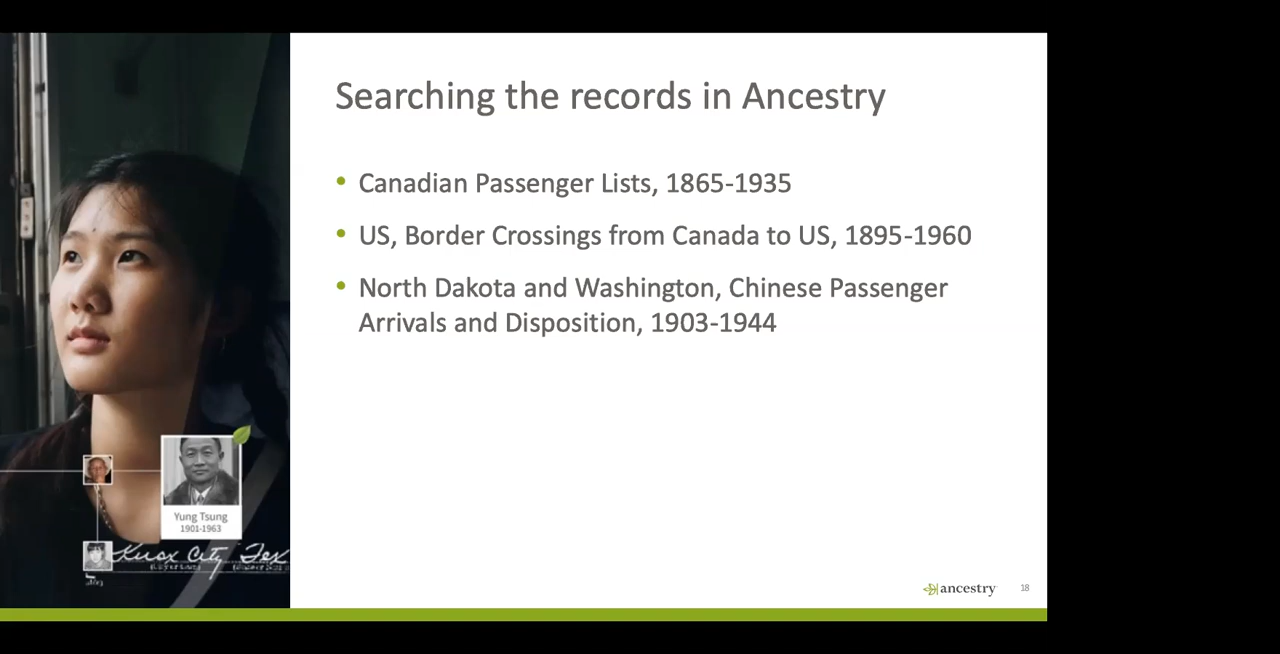 Searching the records in Ancestry
• Canadian Passenger Lists, 1865-1935
• US, Border Crossings from Canada to US, 1895-1960
• North Dakota and Washington, Chinese Passenger
Arrivals and Disposition, 1903-1944
Yung Tsung
1901-1963
Knox City Tex
ancestry
18